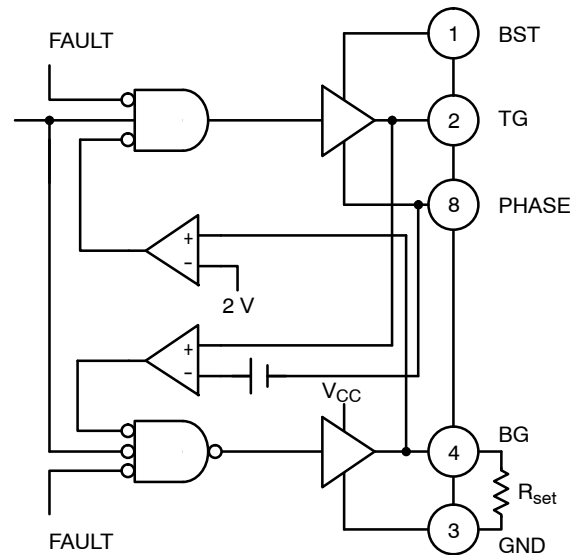 FAULT
1 BST
2 TG
8 PHASE
+
−
2 V
+
−
VCC
4 BG
Rset
3 GND
FAULT